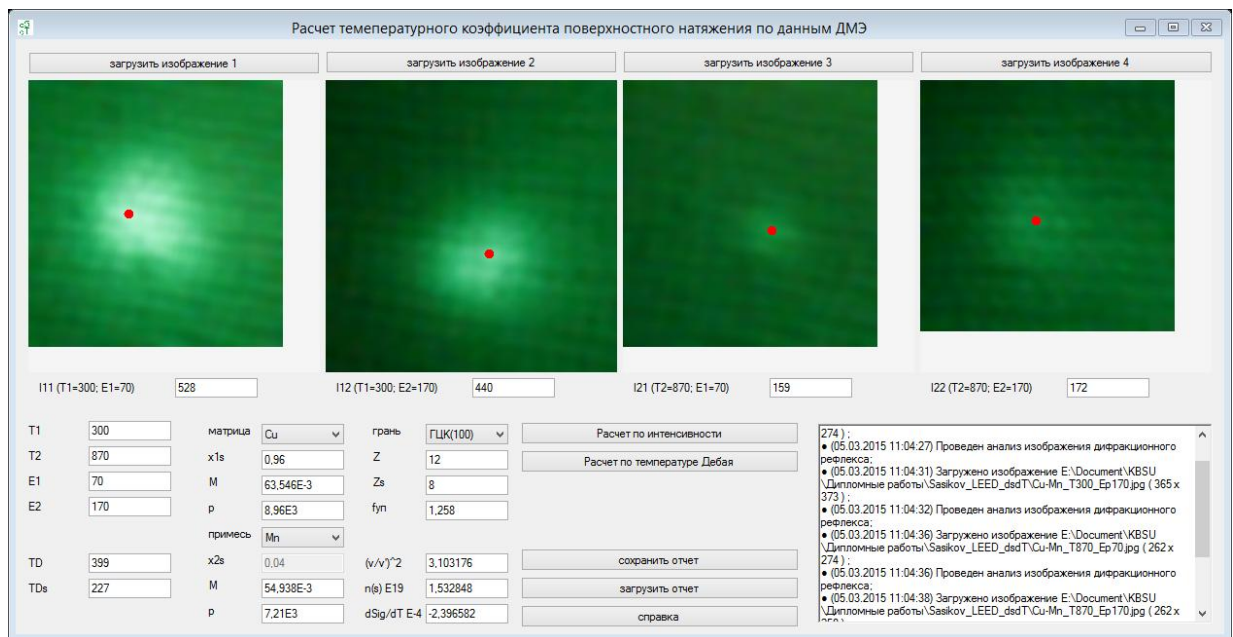 Расчет темепературного коэффициента поверхностного натяжения по данным ДМЭ
загрузить изображение 1
загрузить изображение 2
загрузить изображение 3
загрузить изображение 4
I11 (T1=300; E1=70) 528
I12 (T1=300; E2=170) 440
I21 (T2=870; E1=70) 159
I22 (T2=870; E2=170) 172
T1 300 матрица Cu грань ГЦК(100) Расчет по интенсивности
T2 870 x1s 0,96 Z 12 Расчет по температуре Дебая
E1 70 M 63,546E-3 Zs 8
E2 170 p 8,96E3 fуп 1,258
примесь Mn
TD 399 x2s 0,04 (v/v')^2 3,103176 сохранить отчет
TDs 227 M 54,938E-3 n(s) E19 1,532848 загрузить отчет
p 7,21E3 dSig/dT E-4 -2,396582 справка
274 ) ;
● (05.03.2015 11:04:27) Проведен анализ изображения дифракционного
рефлекса;
● (05.03.2015 11:04:31) Загружено изображение E:\Document\KBSU
\Дипломные работы\Sasikov_LEED_dsdT\Cu-Mn_T300_Ep170.jpg ( 365 x
373 ) ;
● (05.03.2015 11:04:32) Проведен анализ изображения дифракционного
рефлекса;
● (05.03.2015 11:04:36) Загружено изображение E:\Document\KBSU
\Дипломные работы\Sasikov_LEED_dsdT\Cu-Mn_T870_Ep70.jpg ( 262 x
274 ) ;
● (05.03.2015 11:04:36) Проведен анализ изображения дифракционного
рефлекса;
● (05.03.2015 11:04:38) Загружено изображение E:\Document\KBSU
\Дипломные работы\Sasikov_LEED_dsdT\Cu-Mn_T870_Ep170.jpg ( 262 x